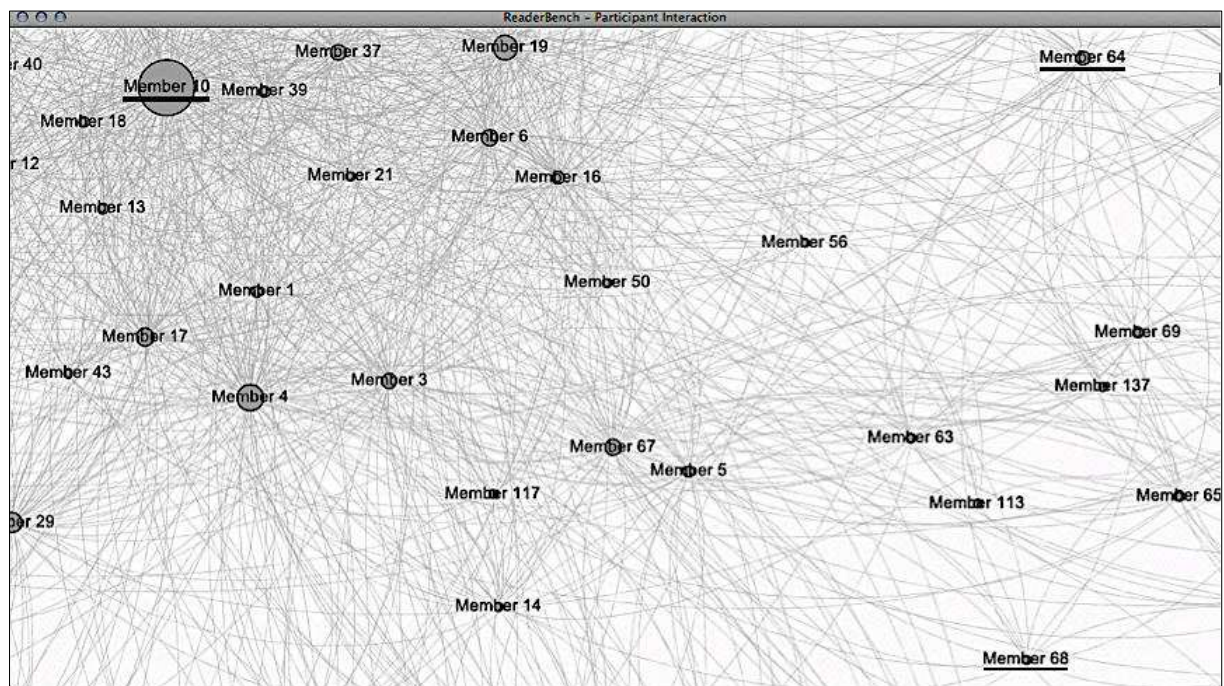 ReaderBench - Participant Interaction
Member 19
Member 37
Member 64
r 40
Member 10
Member 39
Member 18
Member 6
r 12
Member 21
Member 16
Member 13
Member 56
Member 50
Member 1
Member 69
Member 17
Member 43
Member 3
Member 137
Member 4
Member 63
Member 67
Member 5
Member 117
Member 65
Member 113
ber 29
Member 14
Member 68